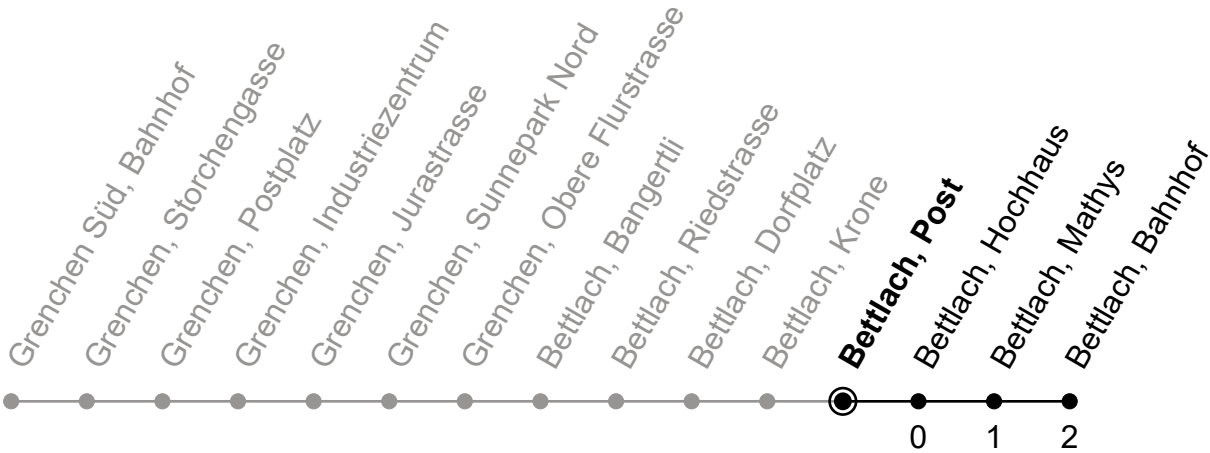 Grenchen Süd, Bahnhof
Grenchen, Storchengasse
Grenchen, Postplatz
Grenchen, Industriezentrum
Grenchen, Jurastrasse
Grenchen, Sunnepark Nord
Grenchen, Obere Flurstrasse
Bettlach, Bangertli
Bettlach, Riedstrasse
Bettlach, Dorfplatz
Bettlach, Krone
Bettlach, Post
Bettlach, Hochhaus
Bettlach, Mathys
Bettlach, Bahnhof
0 1 2